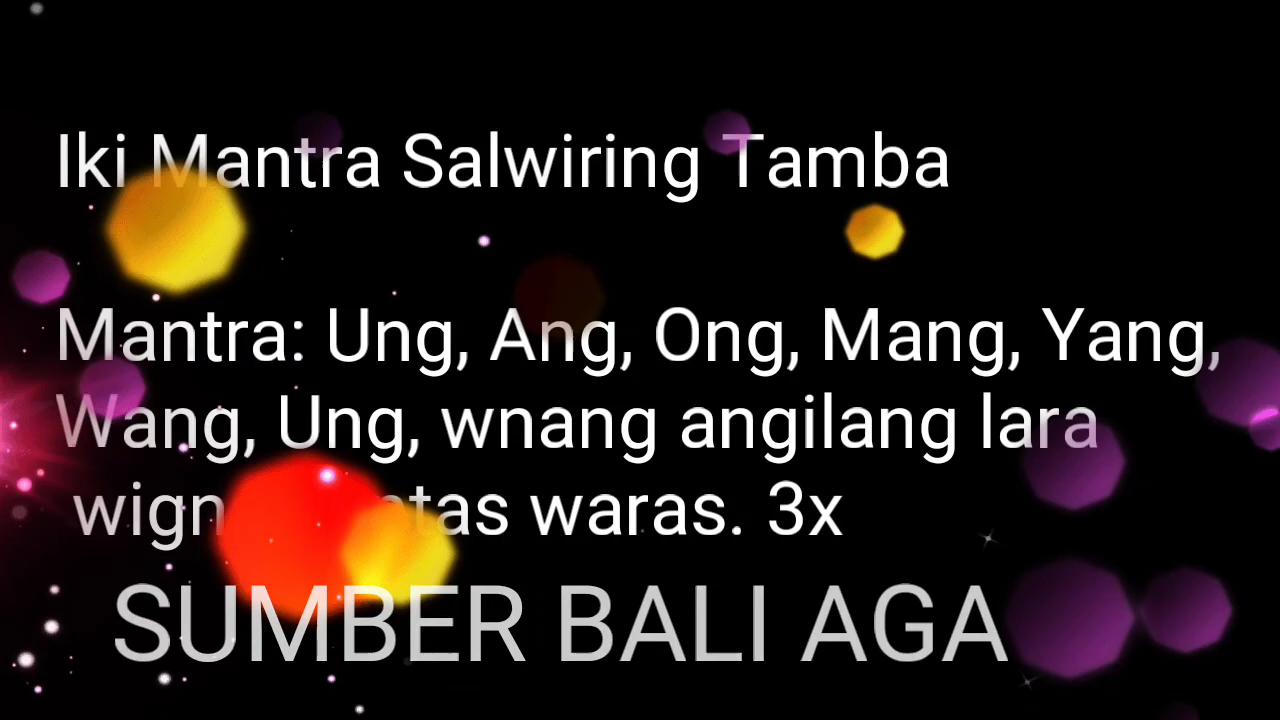 Iki Mantra Salwiring Tamba
Mantra: Ung, Ang, Ong, Mang, Yang,
Wang, Ung, wnang angilang lara
waras. 3x
SUMBER BALI AGA